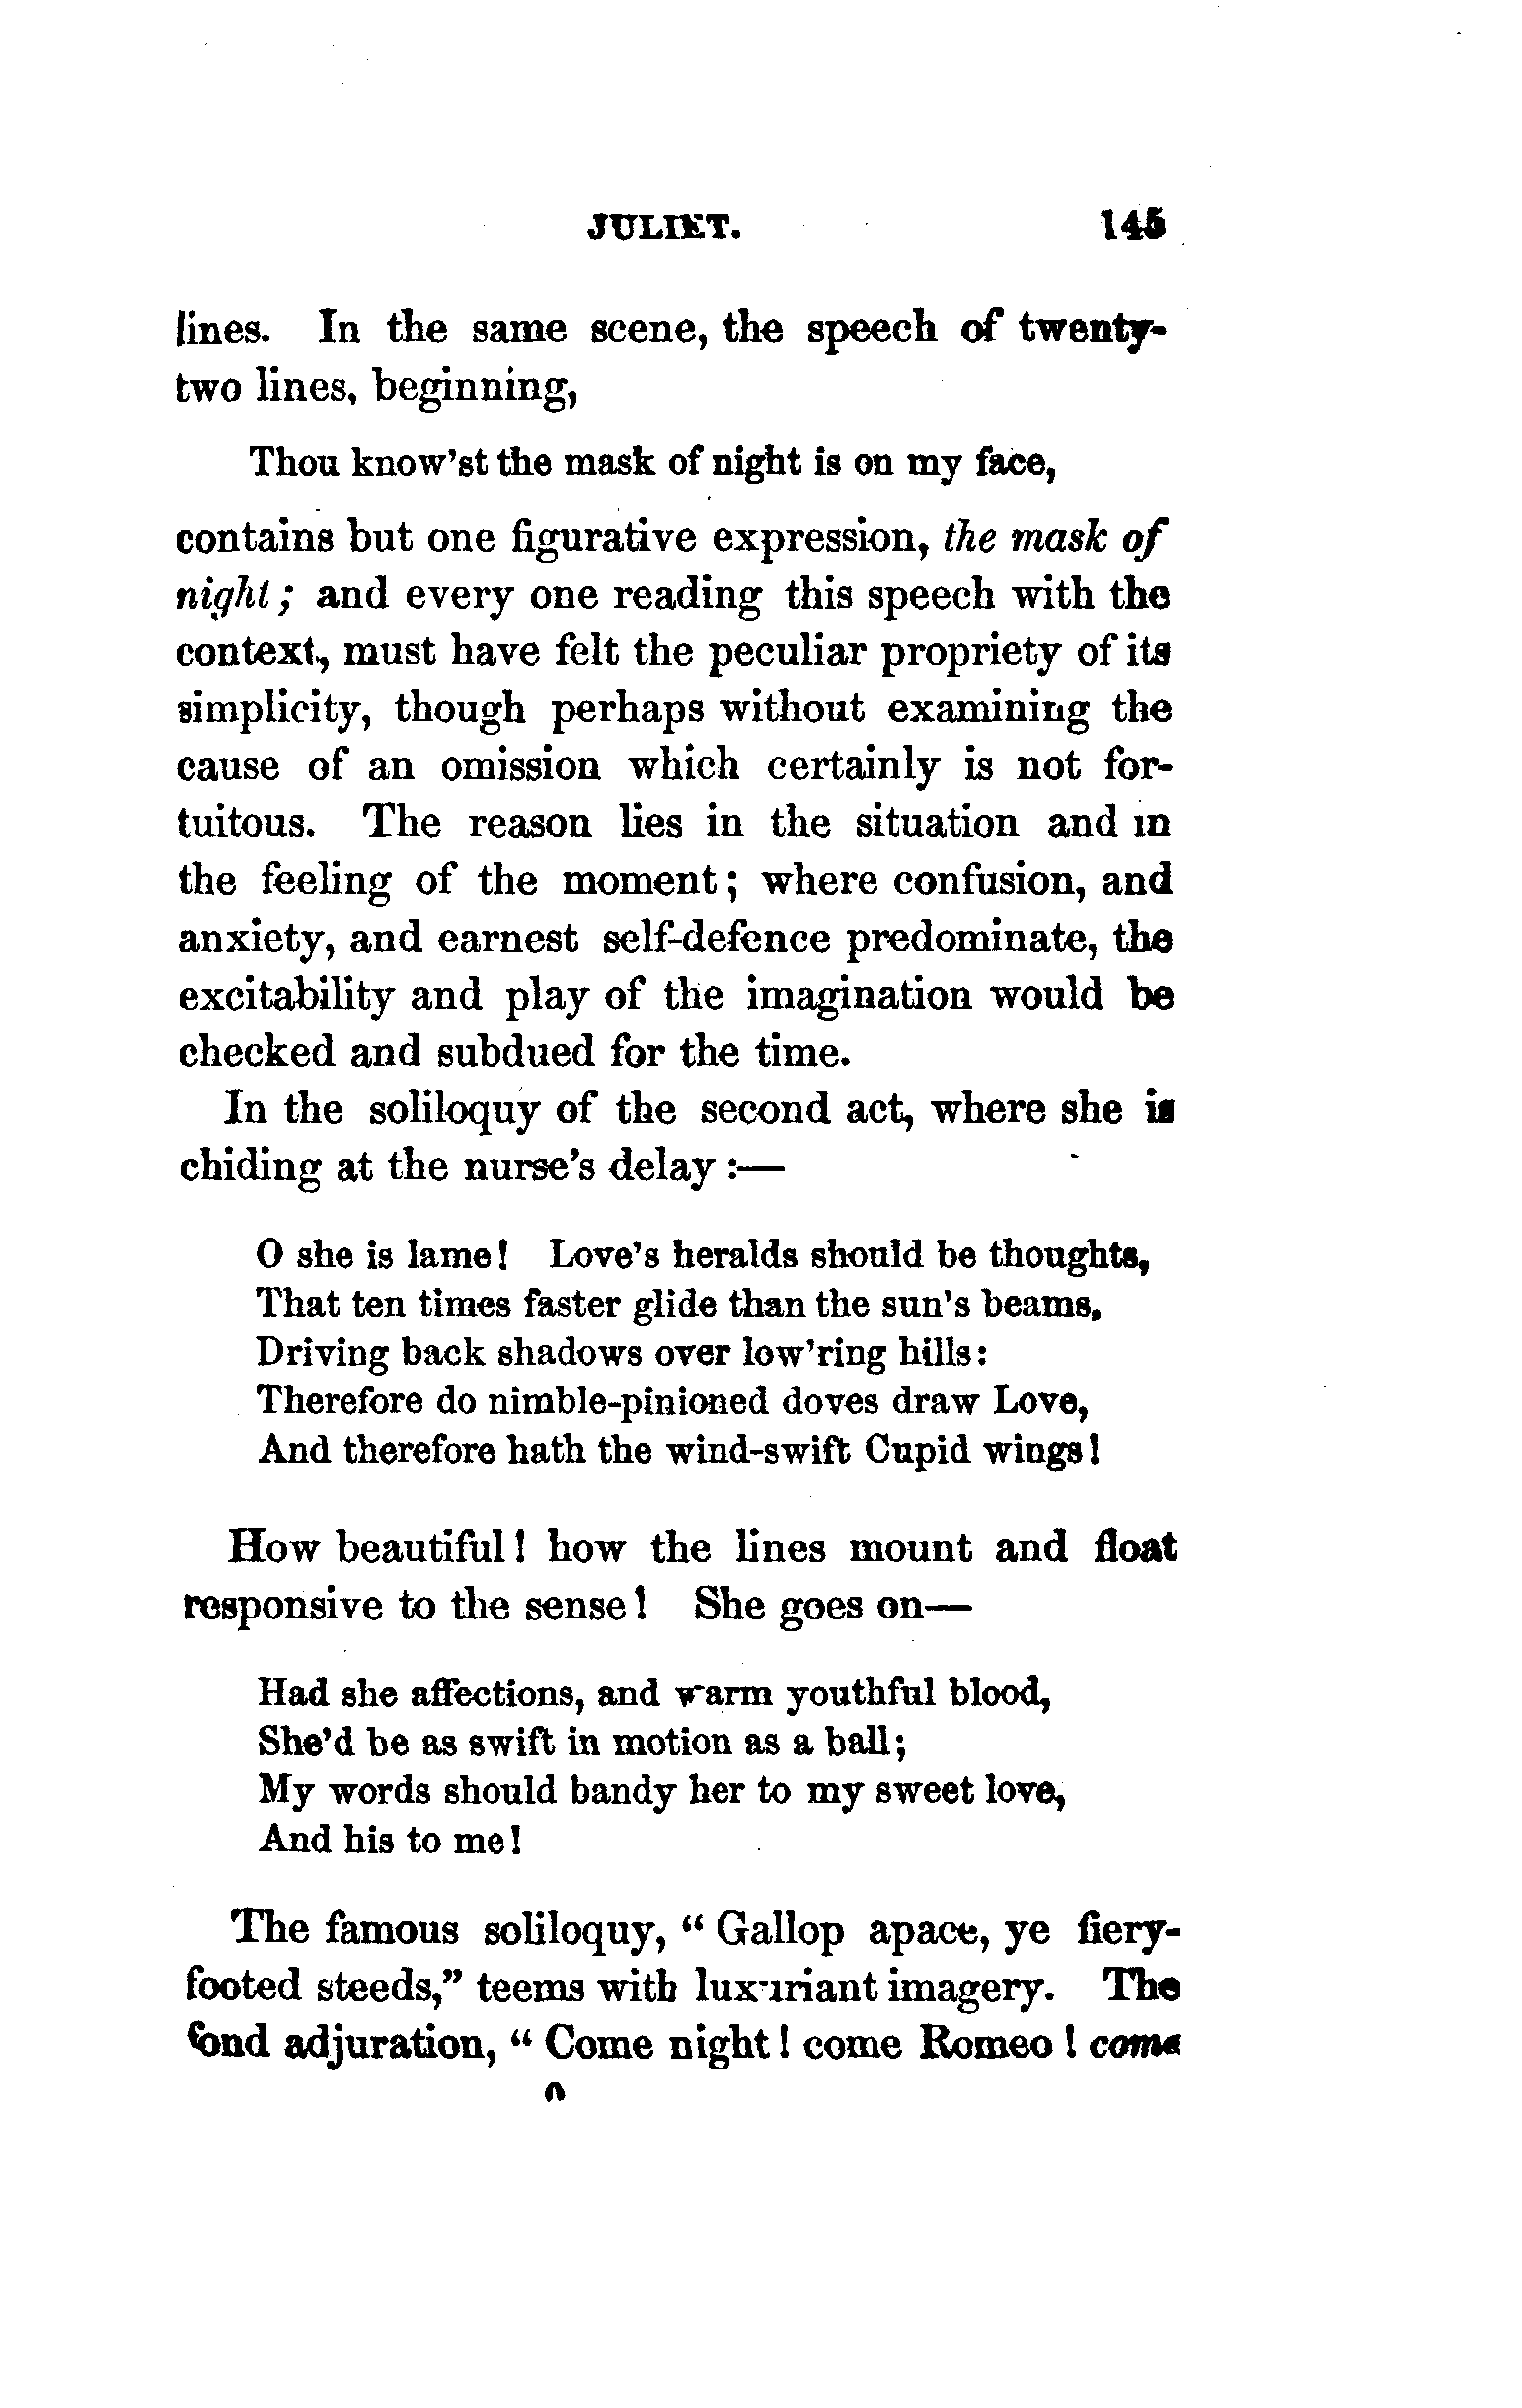 JULIET. 145
lines. In the same scene, the speech of twenty-
two lines, beginning,
Thou know'st the mask of night is on my face,
contains but one figurative expression, the mask of
night; and every one reading this speech with the
context, must have felt the peculiar propriety of its
simplicity, though perhaps without examining the
cause of an omission which certainly is not for-
tuitous. The reason lies in the situation and in
the feeling of the moment; where confusion, and
anxiety, and earnest self-defence predominate, the
excitability and play of the imagination would be
checked and subdued for the time.
In the soliloquy of the second act, where she is
chiding at the nurse's delay :—
O she is lame! Love's heralds should be thoughts,
That ten times faster glide than the sun's beams,
Driving back shadows over low'ring hills:
Therefore do nimble-pinioned doves draw Love,
And therefore hath the wind-swift Cupid wings!
How beautiful! how the lines mount and float
responsive to the sense! She goes on—
Had she affections, and warm youthful blood,
She'd be as swift in motion as a ball;
My words should bandy her to my sweet love,
And his to me!
The famous soliloquy, "Gallop apace, ye fiery-
footed steeds," teems with luxuriant imagery. The
fond adjuration, "Come night! come Romeo! come